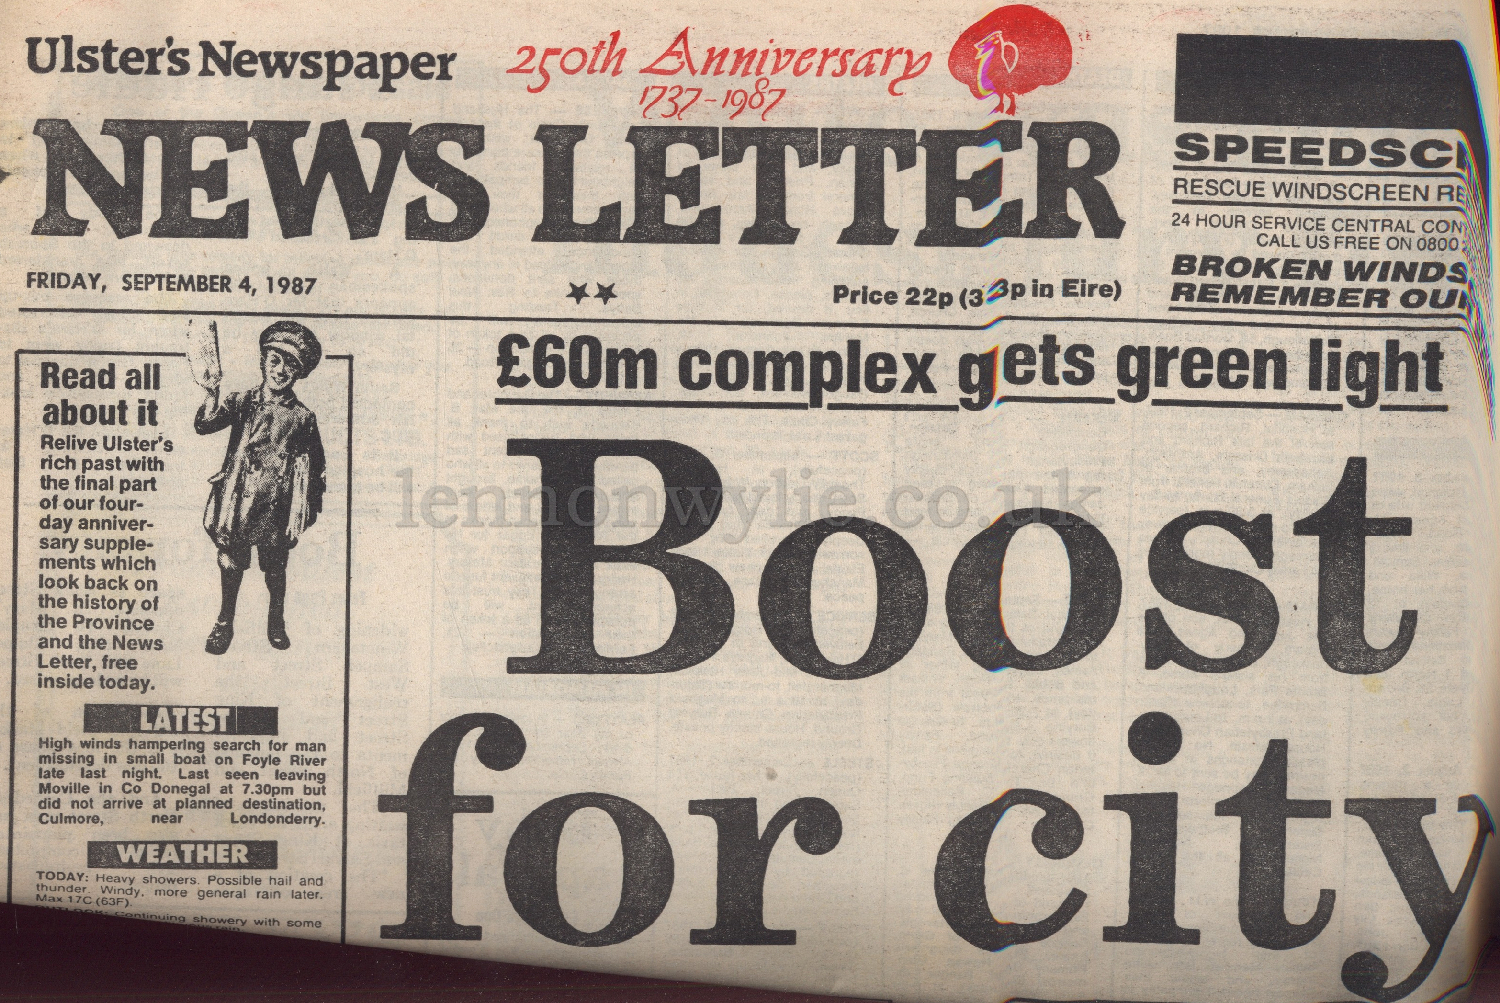 Ulster's Newspaper
250th Anniversary
1737-1987
NEWS LETTER
FRIDAY, SEPTEMBER 4, 1987
Price 22p (33p in Eire)
RESCUE WINDSCREEN
24 HOUR SERVICE CENTRAL
CALL US FREE ON 0800
BROKEN
REMEMBER
£60m complex gets green light
Boost
for city
lennonwylie.co.uk
Read all
about it
Relive Ulster's
rich past with
the final part
of our four-
day anniver-
sary supple-
ments which
look back on
the history of
the Province
and the News
Letter, free
inside today.
LATEST
High winds hampering search for man
missing in small boat on Foyle River
late last night. Last seen leaving
Moville in Co Donegal at 7.30pm but
did not arrive at planned destination,
Culmore, near Londonderry.
WEATHER
TODAY: Heavy showers. Possible hail and
thunder. Windy, more general rain later.
Max 17C (63F).
Continuing showery with some